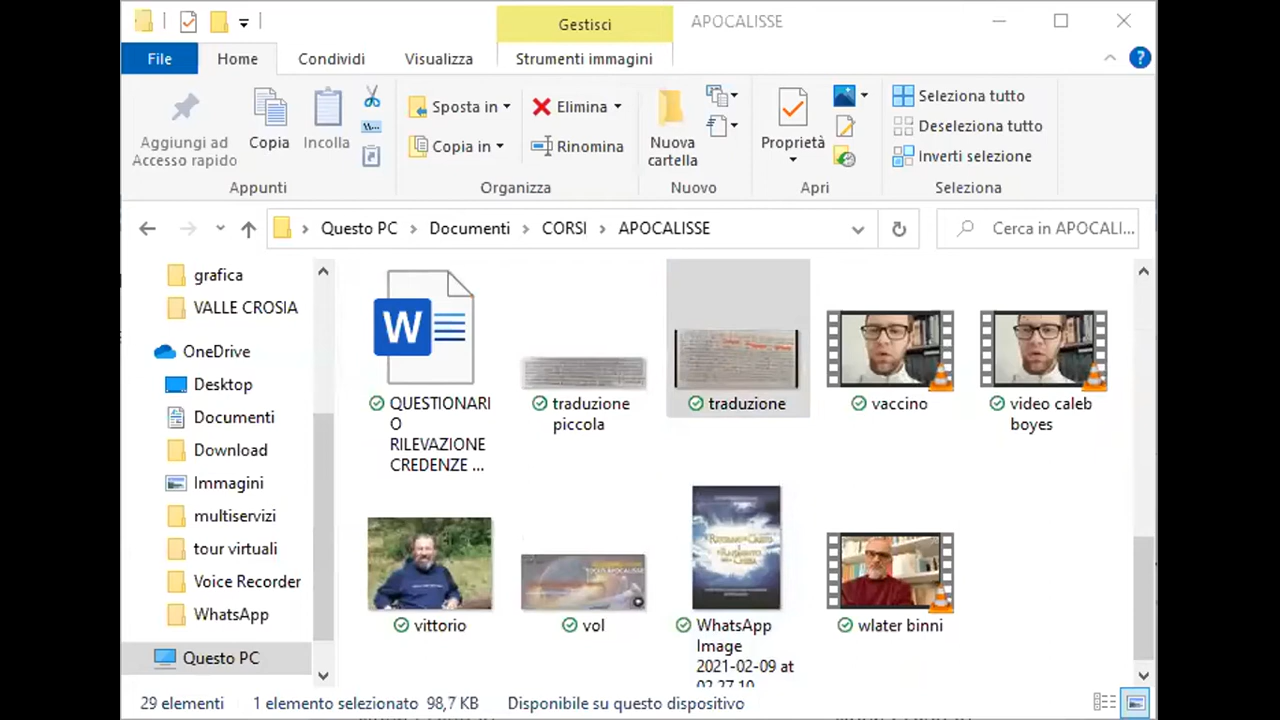 Gestisci
APOCALISSE
File
Home
Condividi
Visualizza
Strumenti immagini
Aggiungi ad
Accesso rapido
Copia
Incolla
Appunti
Sposta in
Copia in
Elimina
Rinomina
Organizza
Nuova
cartella
Nuovo
Proprietà
Apri
Seleziona tutto
Deseleziona tutto
Inverti selezione
Seleziona
Questo PC
Documenti
CORSI
APOCALISSE
Cerca in APOCALI...
grafica
VALLE CROSIA
OneDrive
Desktop
Documenti
Download
Immagini
multiservizi
tour virtuali
Voice Recorder
WhatsApp
Questo PC
W
QUESTIONARI
O
RILEVAZIONE
CREDENZE ...
traduzione
piccola
traduzione
vaccino
video caleb
boyes
vittorio
vol
WhatsApp
Image
2021-02-09 at
02.27.10
wlater binni
29 elementi
1 elemento selezionato 98,7 KB
Disponibile su questo dispositivo